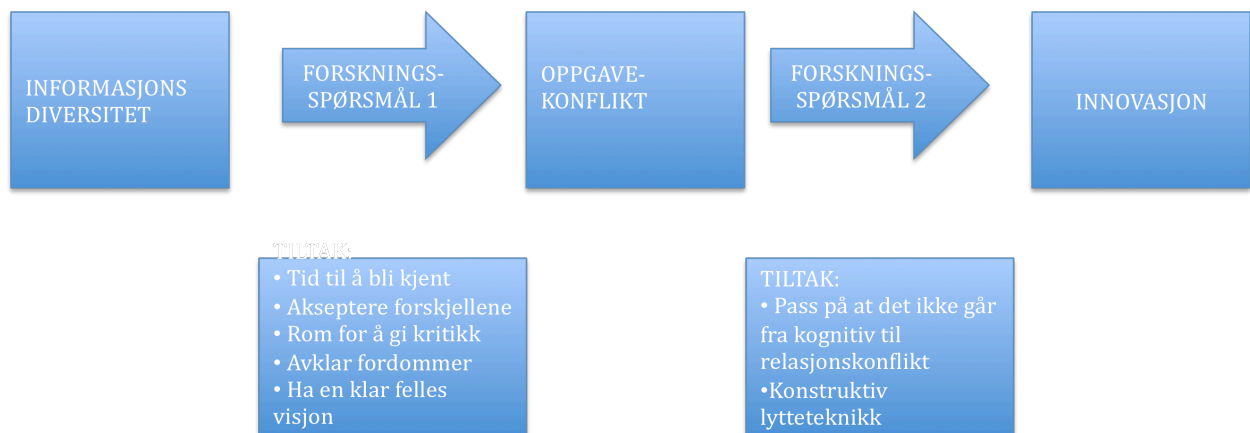 INFORMASJONS
DIVERSITET
FORSKNINGS-
SPØRSMÅL 1
OPPGAVE-
KONFLIKT
FORSKNINGS-
SPØRSMÅL 2
INNOVASJON
TILTAK:
• Tid til å bli kjent
• Akseptere forskjellene
• Rom for å gi kritikk
• Avklar fordommer
• Ha en klar felles
visjon
TILTAK:
• Pass på at det ikke går
fra kognitiv til
relasjonskonflikt
•Konstruktiv
lytteteknikk